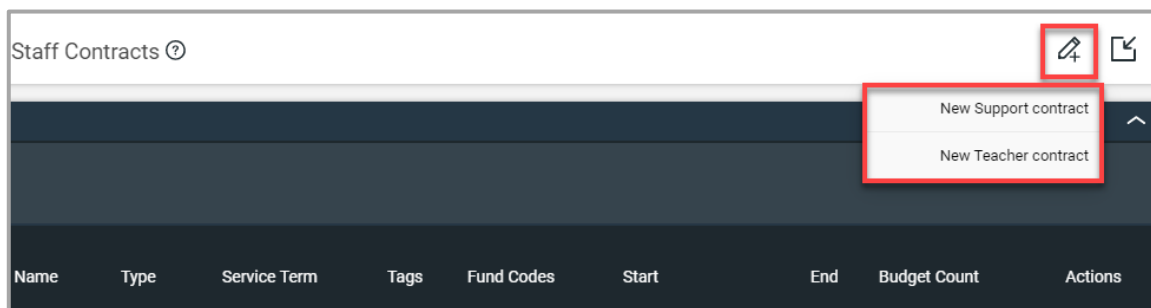 Staff Contracts
New Support contract
New Teacher contract
Name Type Service Term Tags Fund Codes Start End Budget Count Actions